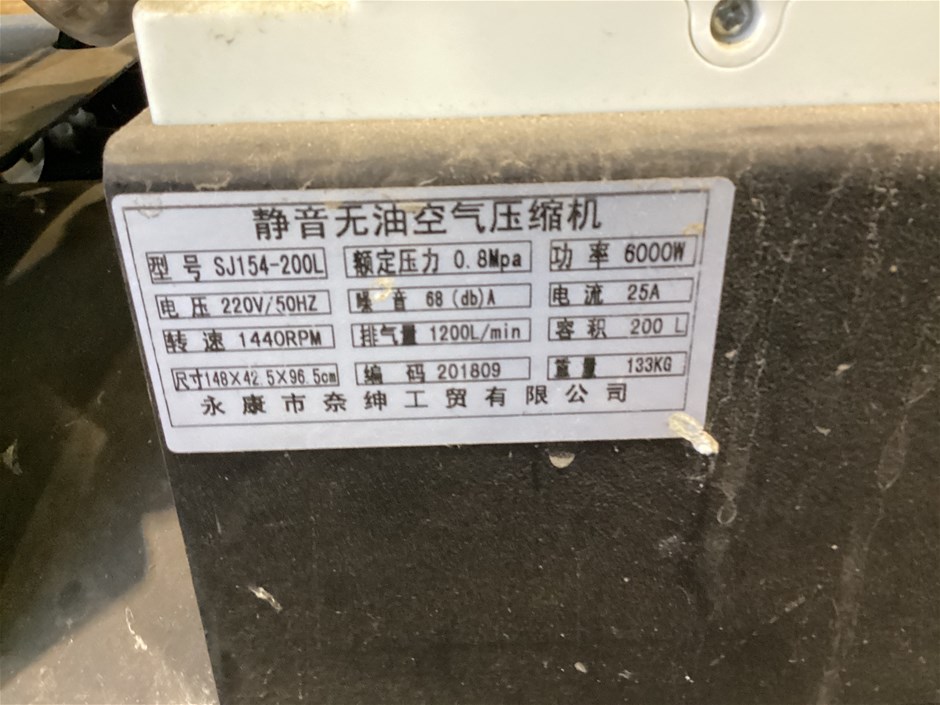 静音无油空气压缩机
型号 SJ154-200L 额定压力 0.8Mpa 功率 6000W
电压 220V/50HZ 噪音 68(db)A 电流 25A
转速 1440RPM 排气量 1200L/min 容积 200 L
尺寸148×42.5×96.5cm 编码 201809 重量 133KG
永康市奈绅工贸有限公司